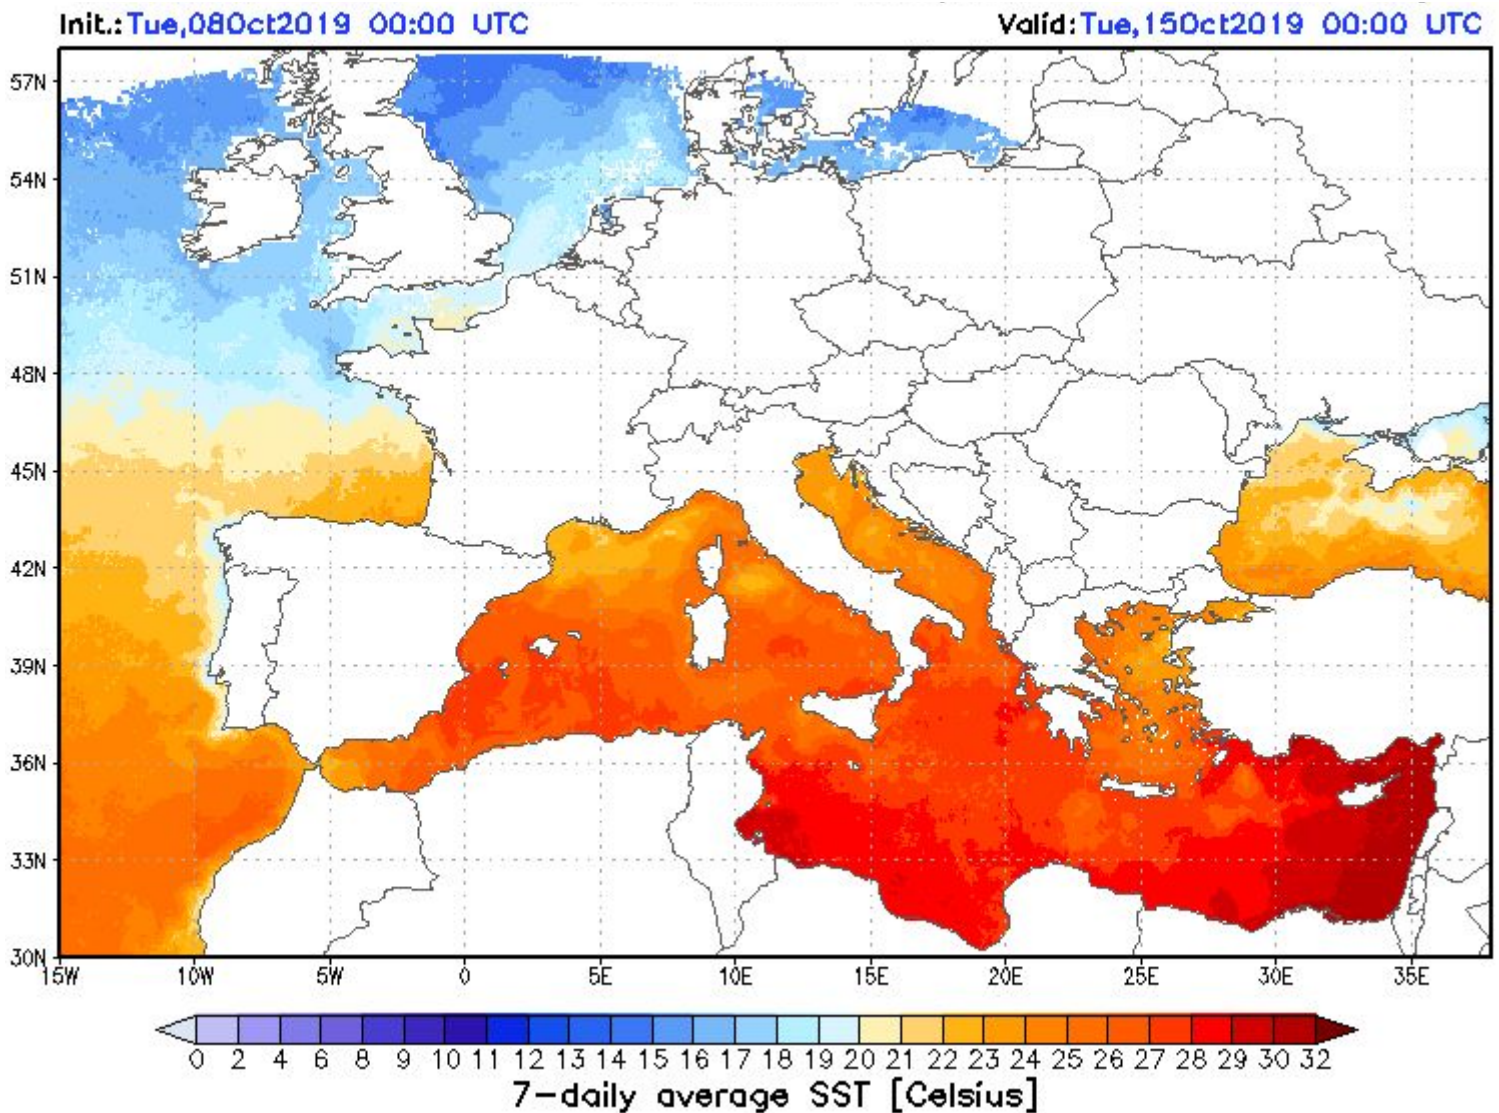 Init.:Tue,08Oct2019 00:00 UTC Valid:Tue,15Oct2019 00:00 UTC
57N
54N
51N
48N
45N
42N
39N
36N
33N
30N
15W 10W 5W 0 5E 10E 15E 20E 25E 30E 35E
0 2 4 6 8 9 10 11 12 13 14 15 16 17 18 19 20 21 22 23 24 25 26 27 28 29 30 32
7-daily average SST [Celsius]